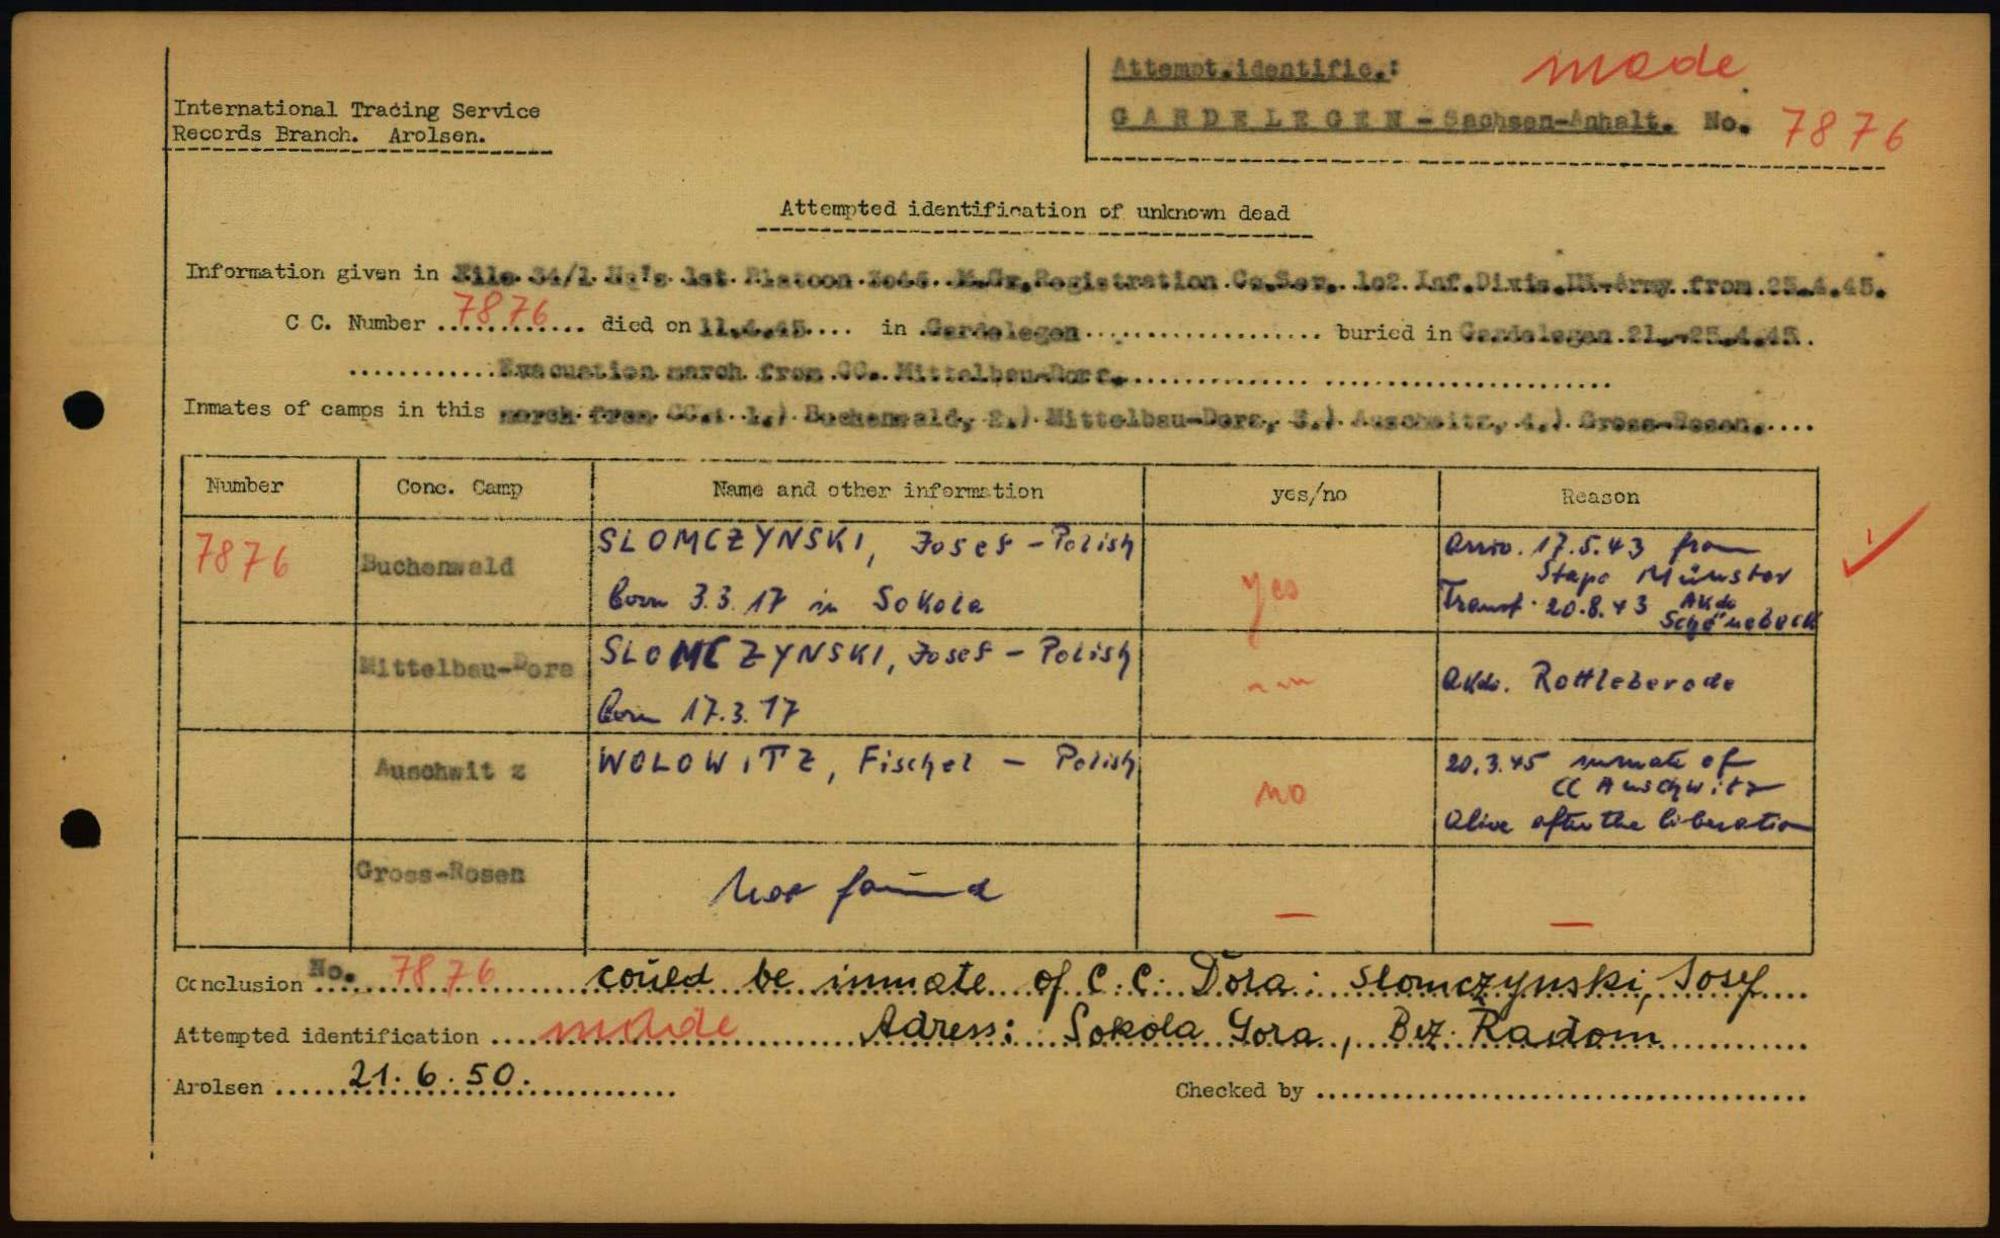 Attempt.identific.: made
International Tracing Service
Records Branch. Arolsen.
GARDELEGEN - Sachsen-Anhalt. No. 7876
Attempted identification of unknown dead
Information given in File 34/1 Hq's 1st Platoon 3046. Q.M.Gr.Registration Co.Ser. 102 Inf.Divis.IX-Army from 25.4.45.
C C. Number 7876 died on 11.4.45 in Gardelegen buried in Gardelegen 21.-25.4.45.
Evacuation march from CC. Mittelbau-Dora.
Inmates of camps in this march from CC.: 1.) Buchenwald, 2.) Mittelbau-Dora, 3.) Auschwitz, 4.) Gross-Rosen.
Number Conc. Camp Name and other information yes/no Reason
7876 Buchenwald SLOMCZYNSKI, Josef - Polish
born 3.3.17 in Sokola yes
Arriv. 17.5.43 from
Stapo Münster
Transf. 20.8.43 AKdo
Schönebeck
Mittelbau-Dora SLOMCZYNSKI, Josef - Polish
born 17.3.17
AKdo. Rottleberode
Auschwitz WOLOWITZ, Fischel - Polish no
20.3.45 inmate of
CC Auschwitz
Alive after the liberation
Gross-Rosen Not found — —
Conclusion No. 7876 could be inmate of C.C. Dora: Slomczynski, Josef
Attempted identification made Adress: Sokola Gora, Bez. Radom
Arolsen 21.6.50. Checked by